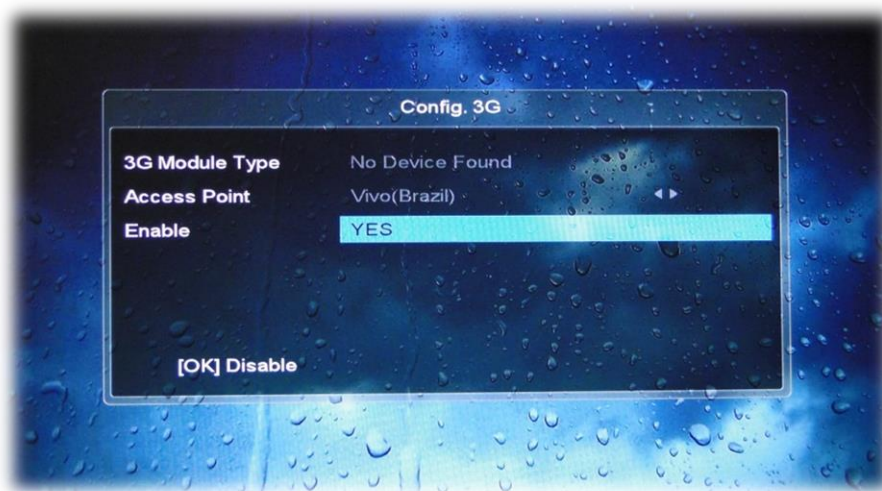 Config. 3G
3G Module Type No Device Found
Access Point Vivo(Brazil)
Enable YES
[OK] Disable